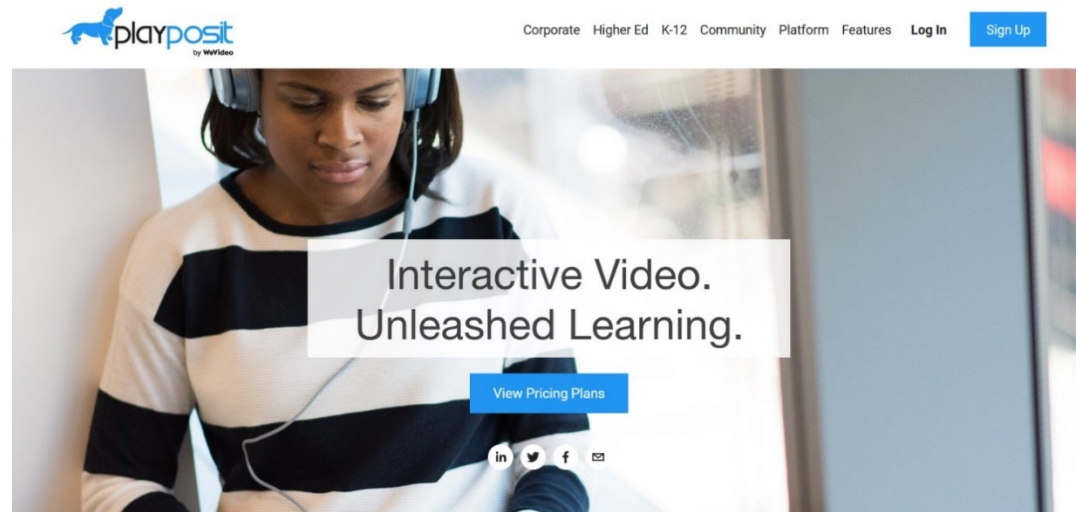 playposit
by WeVideo
Corporate Higher Ed K-12 Community Platform Features Log In Sign Up
Interactive Video.
Unleashed Learning.
View Pricing Plans
in f